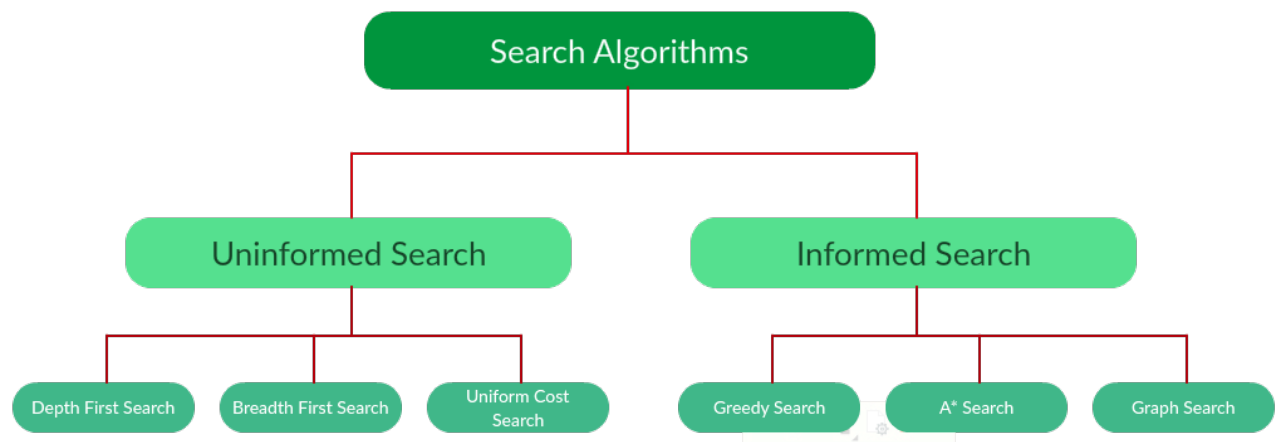 Search Algorithms
Uninformed Search
Informed Search
Depth First Search
Breadth First Search
Uniform Cost
Search
Greedy Search
A* Search
Graph Search